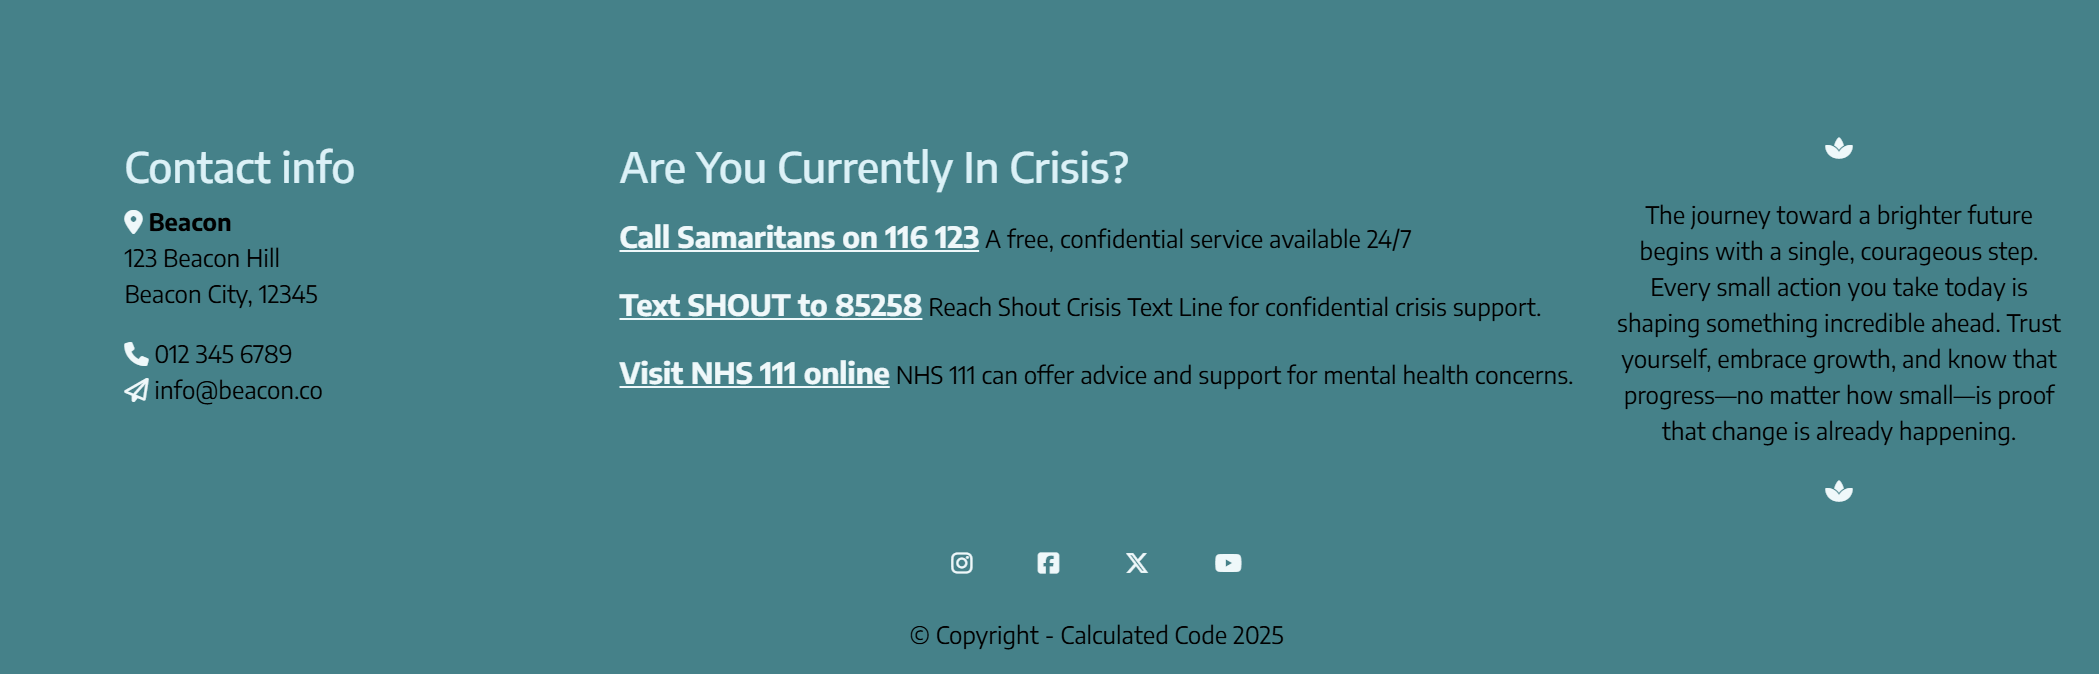 Contact info
Beacon
123 Beacon Hill
Beacon City, 12345
012 345 6789
info@beacon.co
Are You Currently In Crisis?
Call Samaritans on 116 123 A free, confidential service available 24/7
Text SHOUT to 85258 Reach Shout Crisis Text Line for confidential crisis support.
Visit NHS 111 online NHS 111 can offer advice and support for mental health concerns.
The journey toward a brighter future
begins with a single, courageous step.
Every small action you take today is
shaping something incredible ahead. Trust
yourself, embrace growth, and know that
progress—no matter how small—is proof
that change is already happening.
© Copyright - Calculated Code 2025